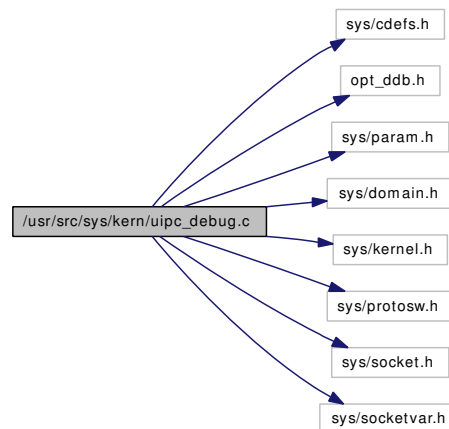 sys/cdefs.h
opt_ddb.h
sys/param.h
sys/domain.h
/usr/src/sys/kern/uipc_debug.c
sys/kernel.h
sys/protosw.h
sys/socket.h
sys/socketvar.h